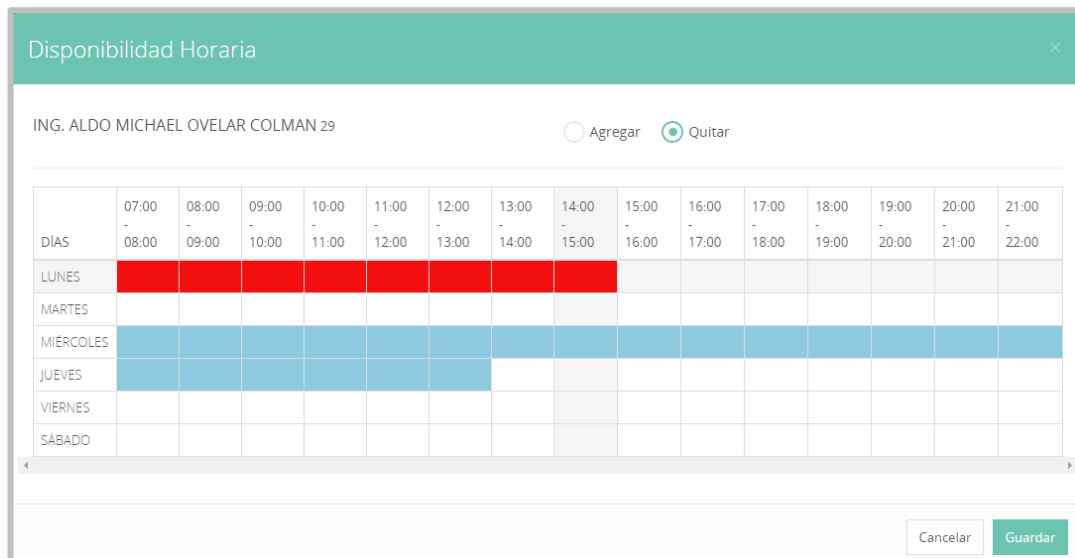 Disponibilidad Horaria ×
ING. ALDO MICHAEL OVELAR COLMAN 29 Agregar Quitar
DÍAS 07:00 - 08:00 08:00 - 09:00 09:00 - 10:00 10:00 - 11:00 11:00 - 12:00 12:00 - 13:00 13:00 - 14:00 14:00 - 15:00 15:00 - 16:00 16:00 - 17:00 17:00 - 18:00 18:00 - 19:00 19:00 - 20:00 20:00 - 21:00 21:00 - 22:00
LUNES
MARTES
MIÉRCOLES
JUEVES
VIERNES
SÁBADO
Cancelar Guardar